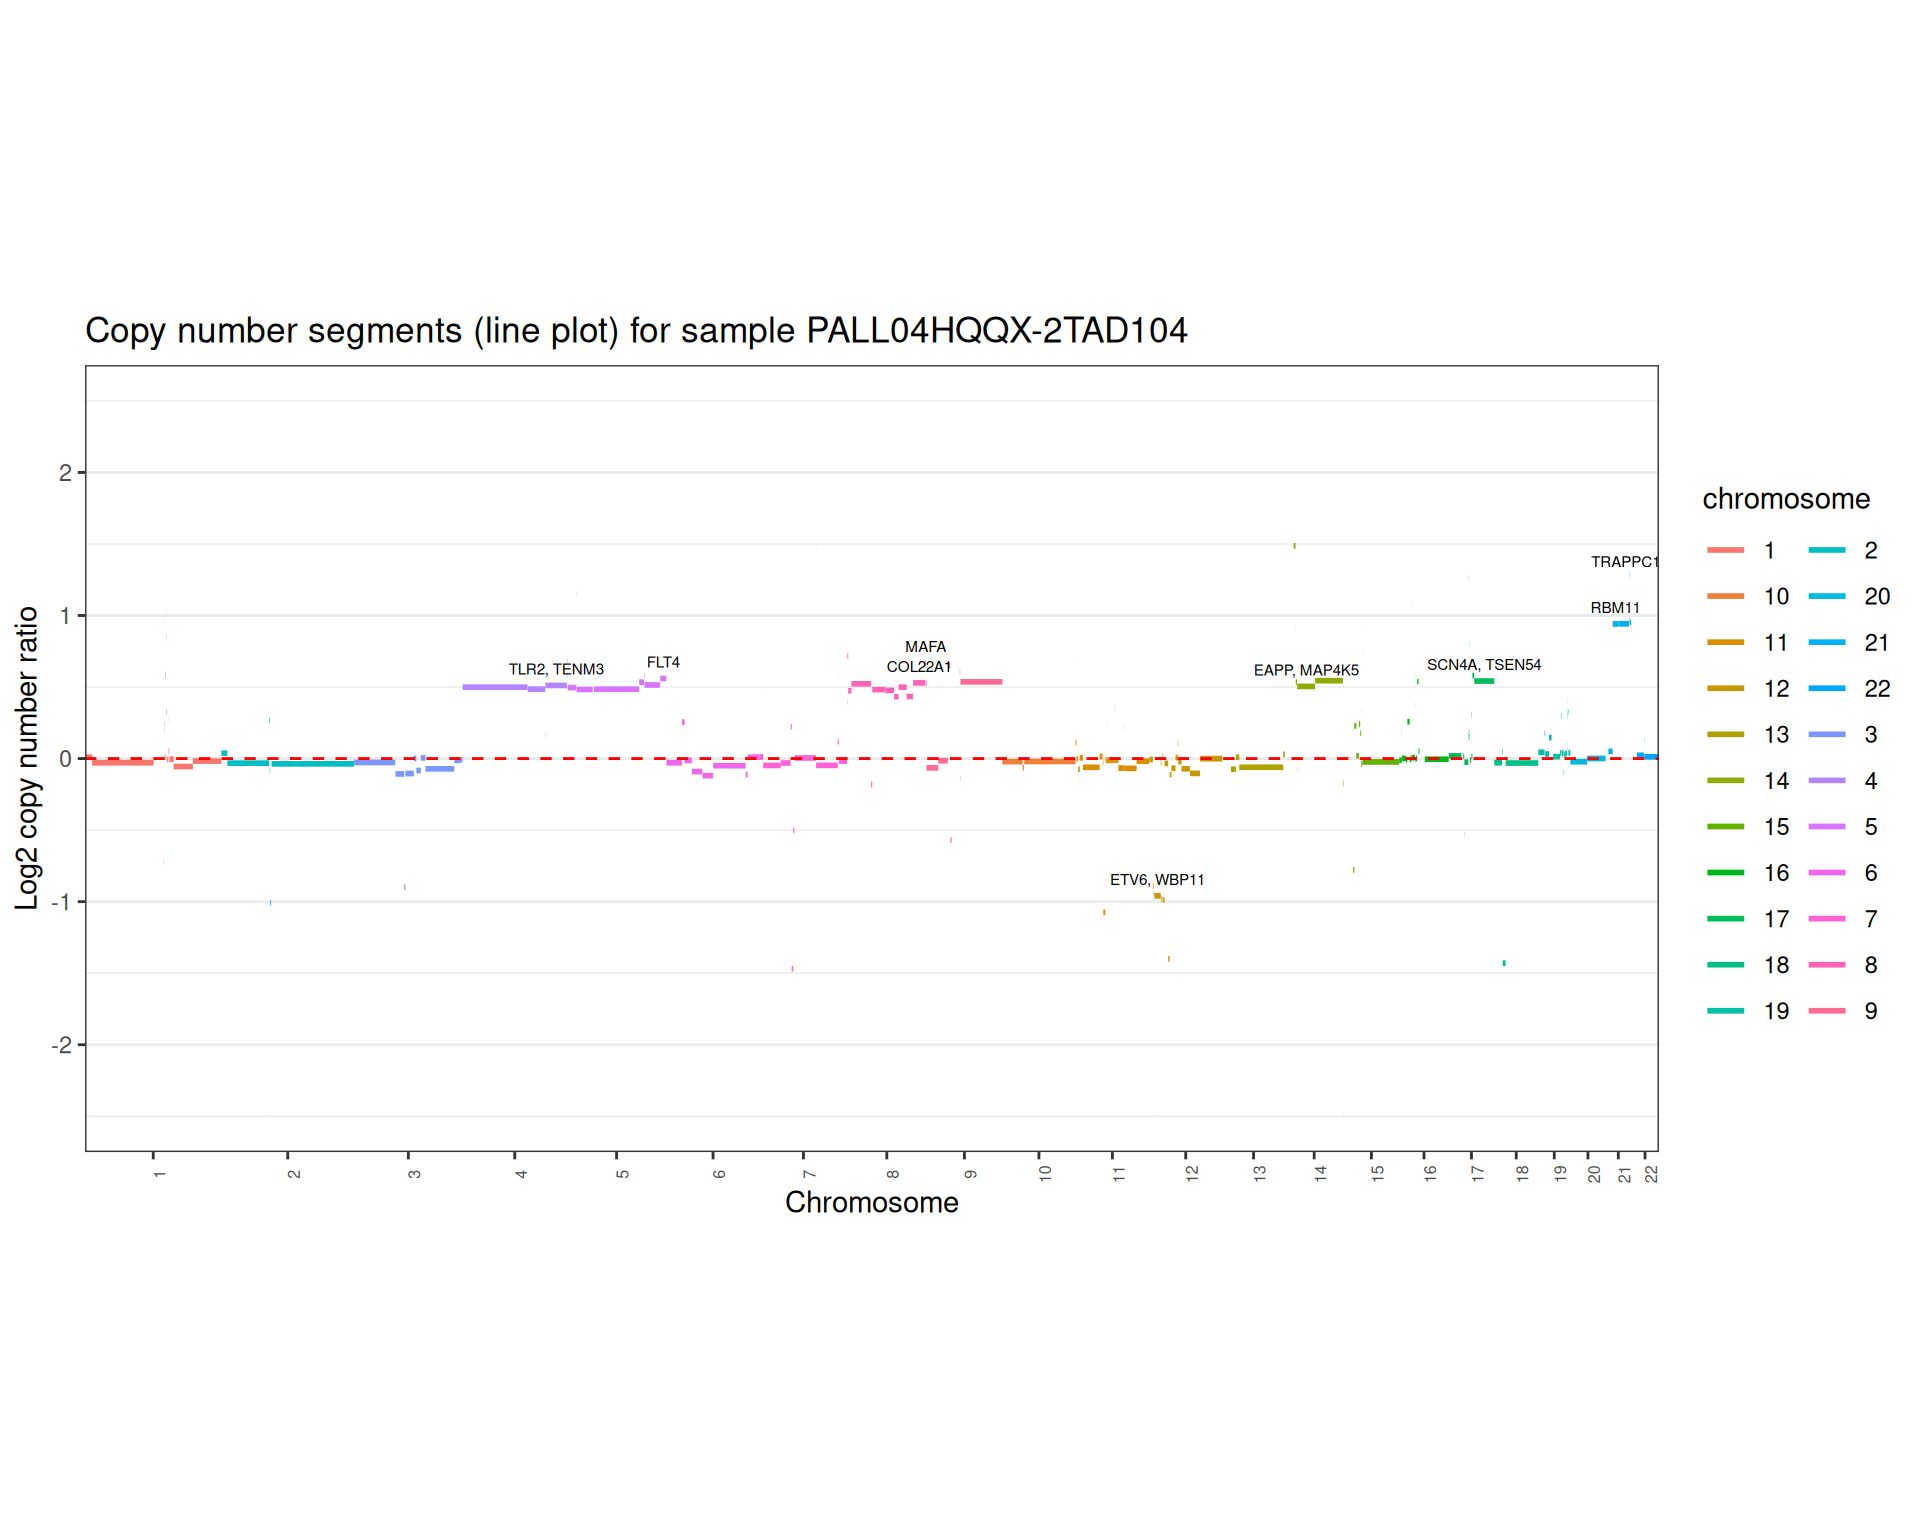 Copy number segments (line plot) for sample PALL04HQQX-2TAD104
Log2 copy number ratio
2
1
0
-1
-2
TLR2, TENM3
FLT4
MAFA
COL22A1
EAPP, MAP4K5
SCN4A, TSEN54
TRAPPC1
RBM11
ETV6, WBP11
1 2 3 4 5 6 7 8 9 10 11 12 13 14 15 16 17 18 19 20 21 22
Chromosome
chromosome
1 2
10 20
11 21
12 22
13 3
14 4
15 5
16 6
17 7
18 8
19 9